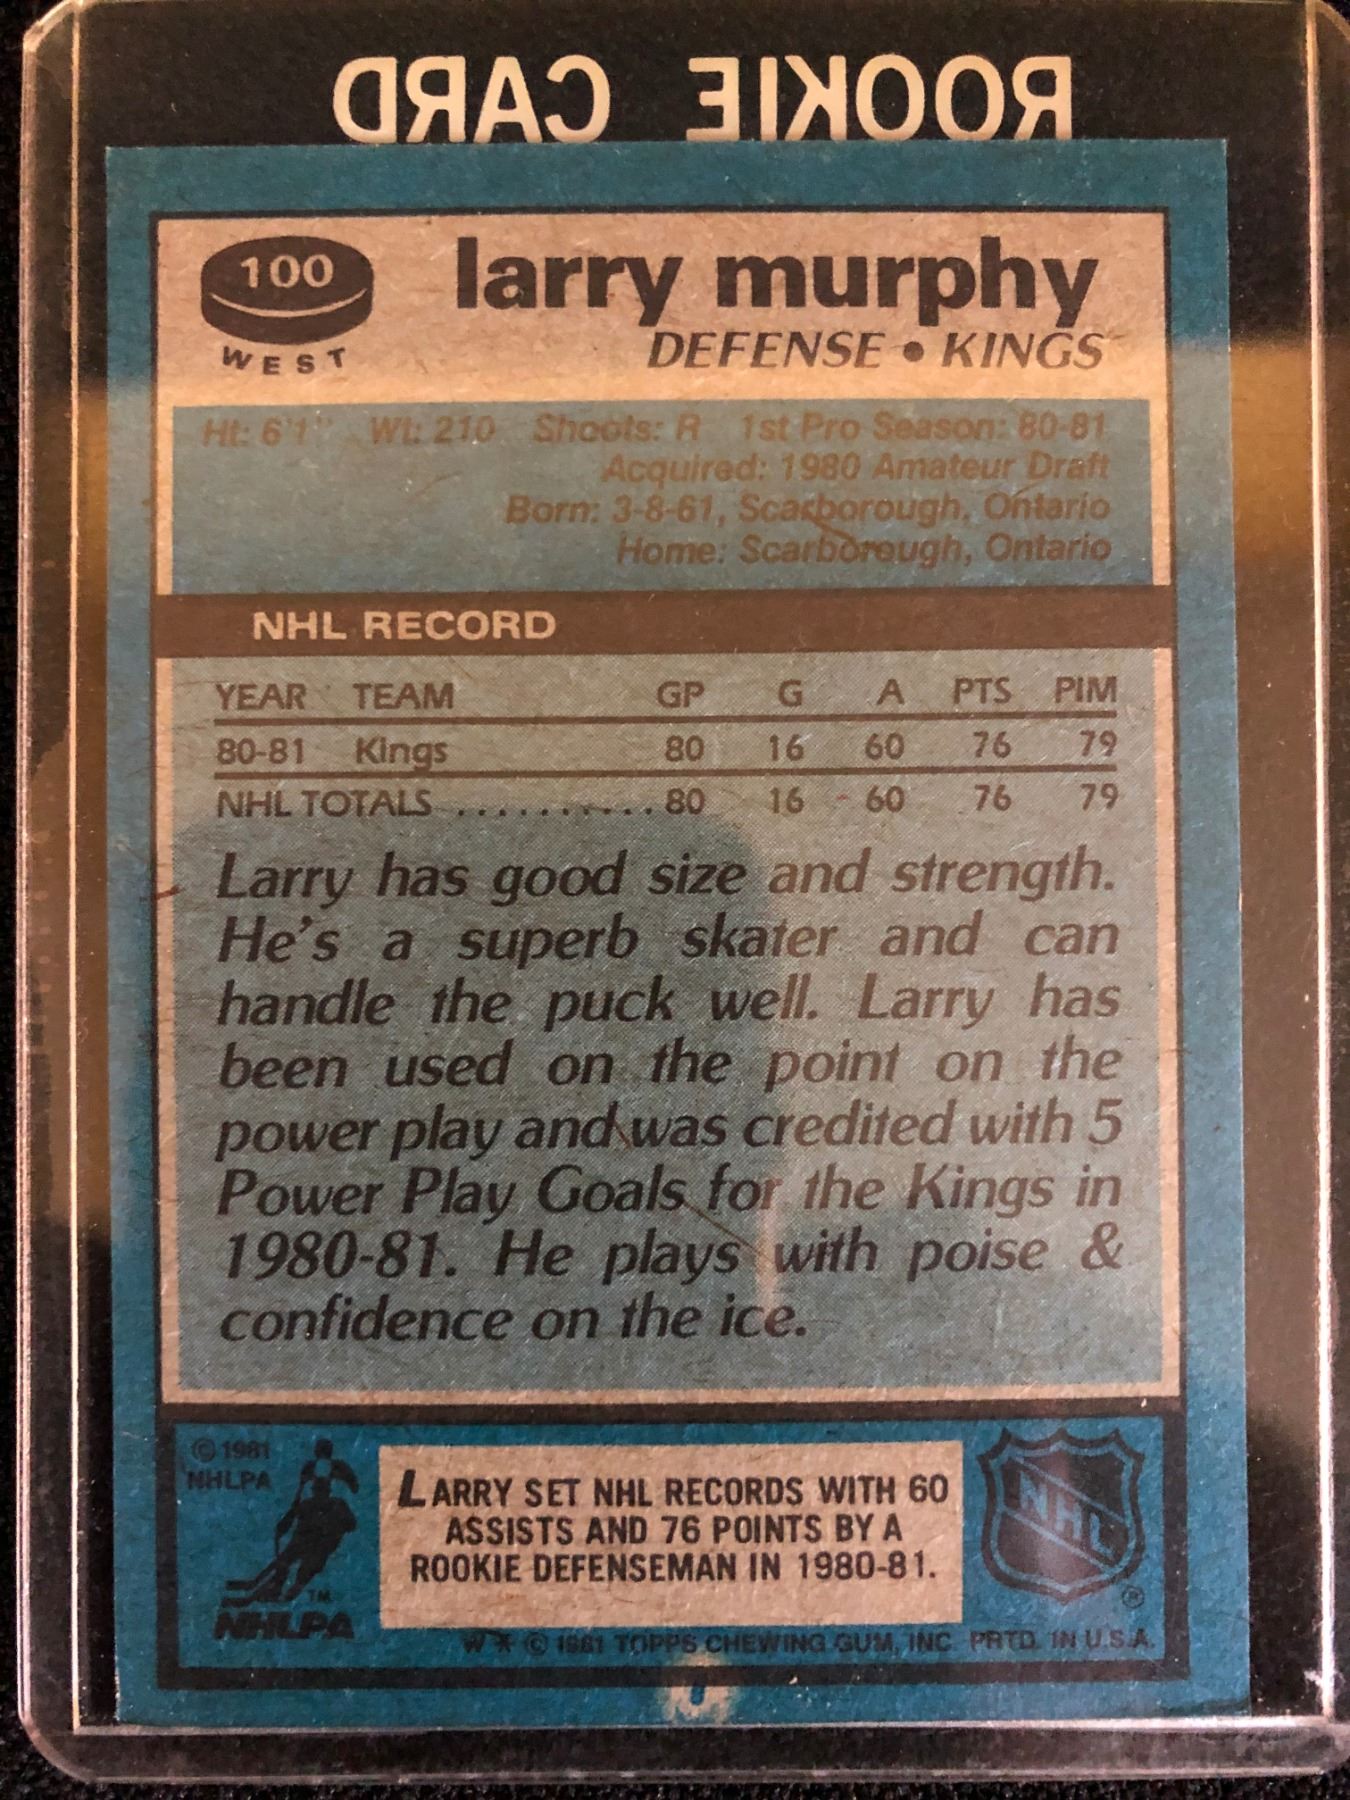 ROOKIE CARD
100
WEST
larry murphy
DEFENSE • KINGS
Ht: 6'1" Wt: 210 Shoots: R 1st Pro Season: 80-81
Acquired: 1980 Amateur Draft
Born: 3-8-61, Scarborough, Ontario
Home: Scarborough, Ontario
NHL RECORD
YEAR TEAM GP G A PTS PIM
80-81 Kings 80 16 60 76 79
NHL TOTALS .......... 80 16 60 76 79
Larry has good size and strength.
He's a superb skater and can
handle the puck well. Larry has
been used on the point on the
power play and was credited with 5
Power Play Goals for the Kings in
1980-81. He plays with poise &
confidence on the ice.
© 1981
NHLPA
TM
NHLPA
LARRY SET NHL RECORDS WITH 60
ASSISTS AND 76 POINTS BY A
ROOKIE DEFENSEMAN IN 1980-81.
NHL
®
W * © 1981 TOPPS CHEWING GUM, INC. PRTD. IN U.S.A.